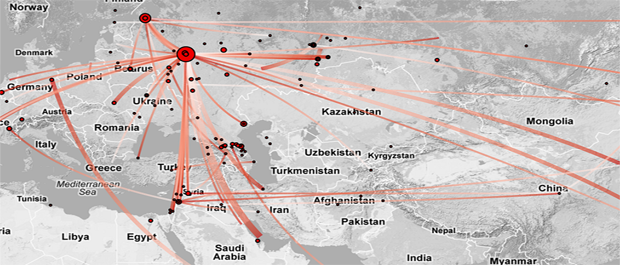 Norway
Finland
Denmark
Belarus
Poland
Germany
Ukraine
Austria
Kazakhstan
Mongolia
Romania
Italy
Uzbekistan
Kyrgyzstan
Greece
Turkey
Turkmenistan
Mediterranean
Sea
Syria
China
Tunisia
Iraq
Iran
Afghanistan
Pakistan
Libya
Egypt
Nepal
Saudi
Arabia
India
Myanmar